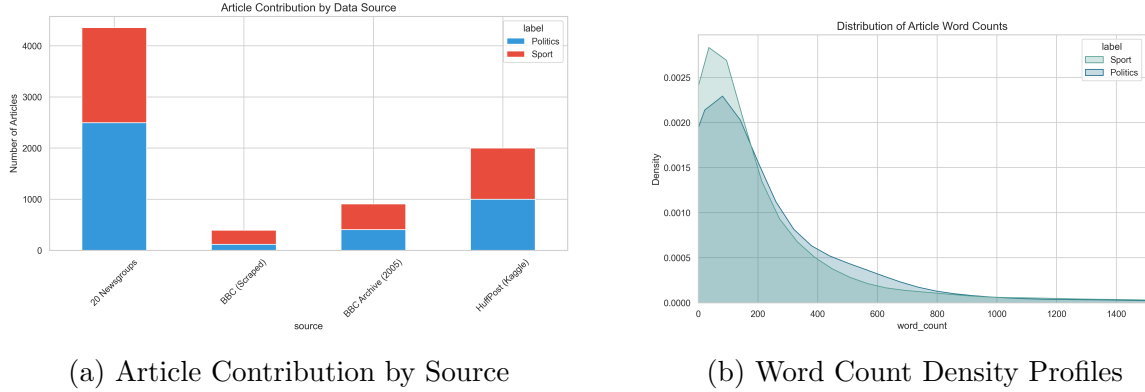 Article Contribution by Data Source
Number of Articles
4000
3000
2000
1000
0
label
Politics
Sport
20 Newsgroups
BBC (Scraped)
BBC Archive (2005)
HuffPost (Kaggle)
source
(a) Article Contribution by Source
Distribution of Article Word Counts
Density
0.0025
0.0020
0.0015
0.0010
0.0005
0.0000
label
Sport
Politics
0
200
400
600
800
1000
1200
1400
word_count
(b) Word Count Density Profiles